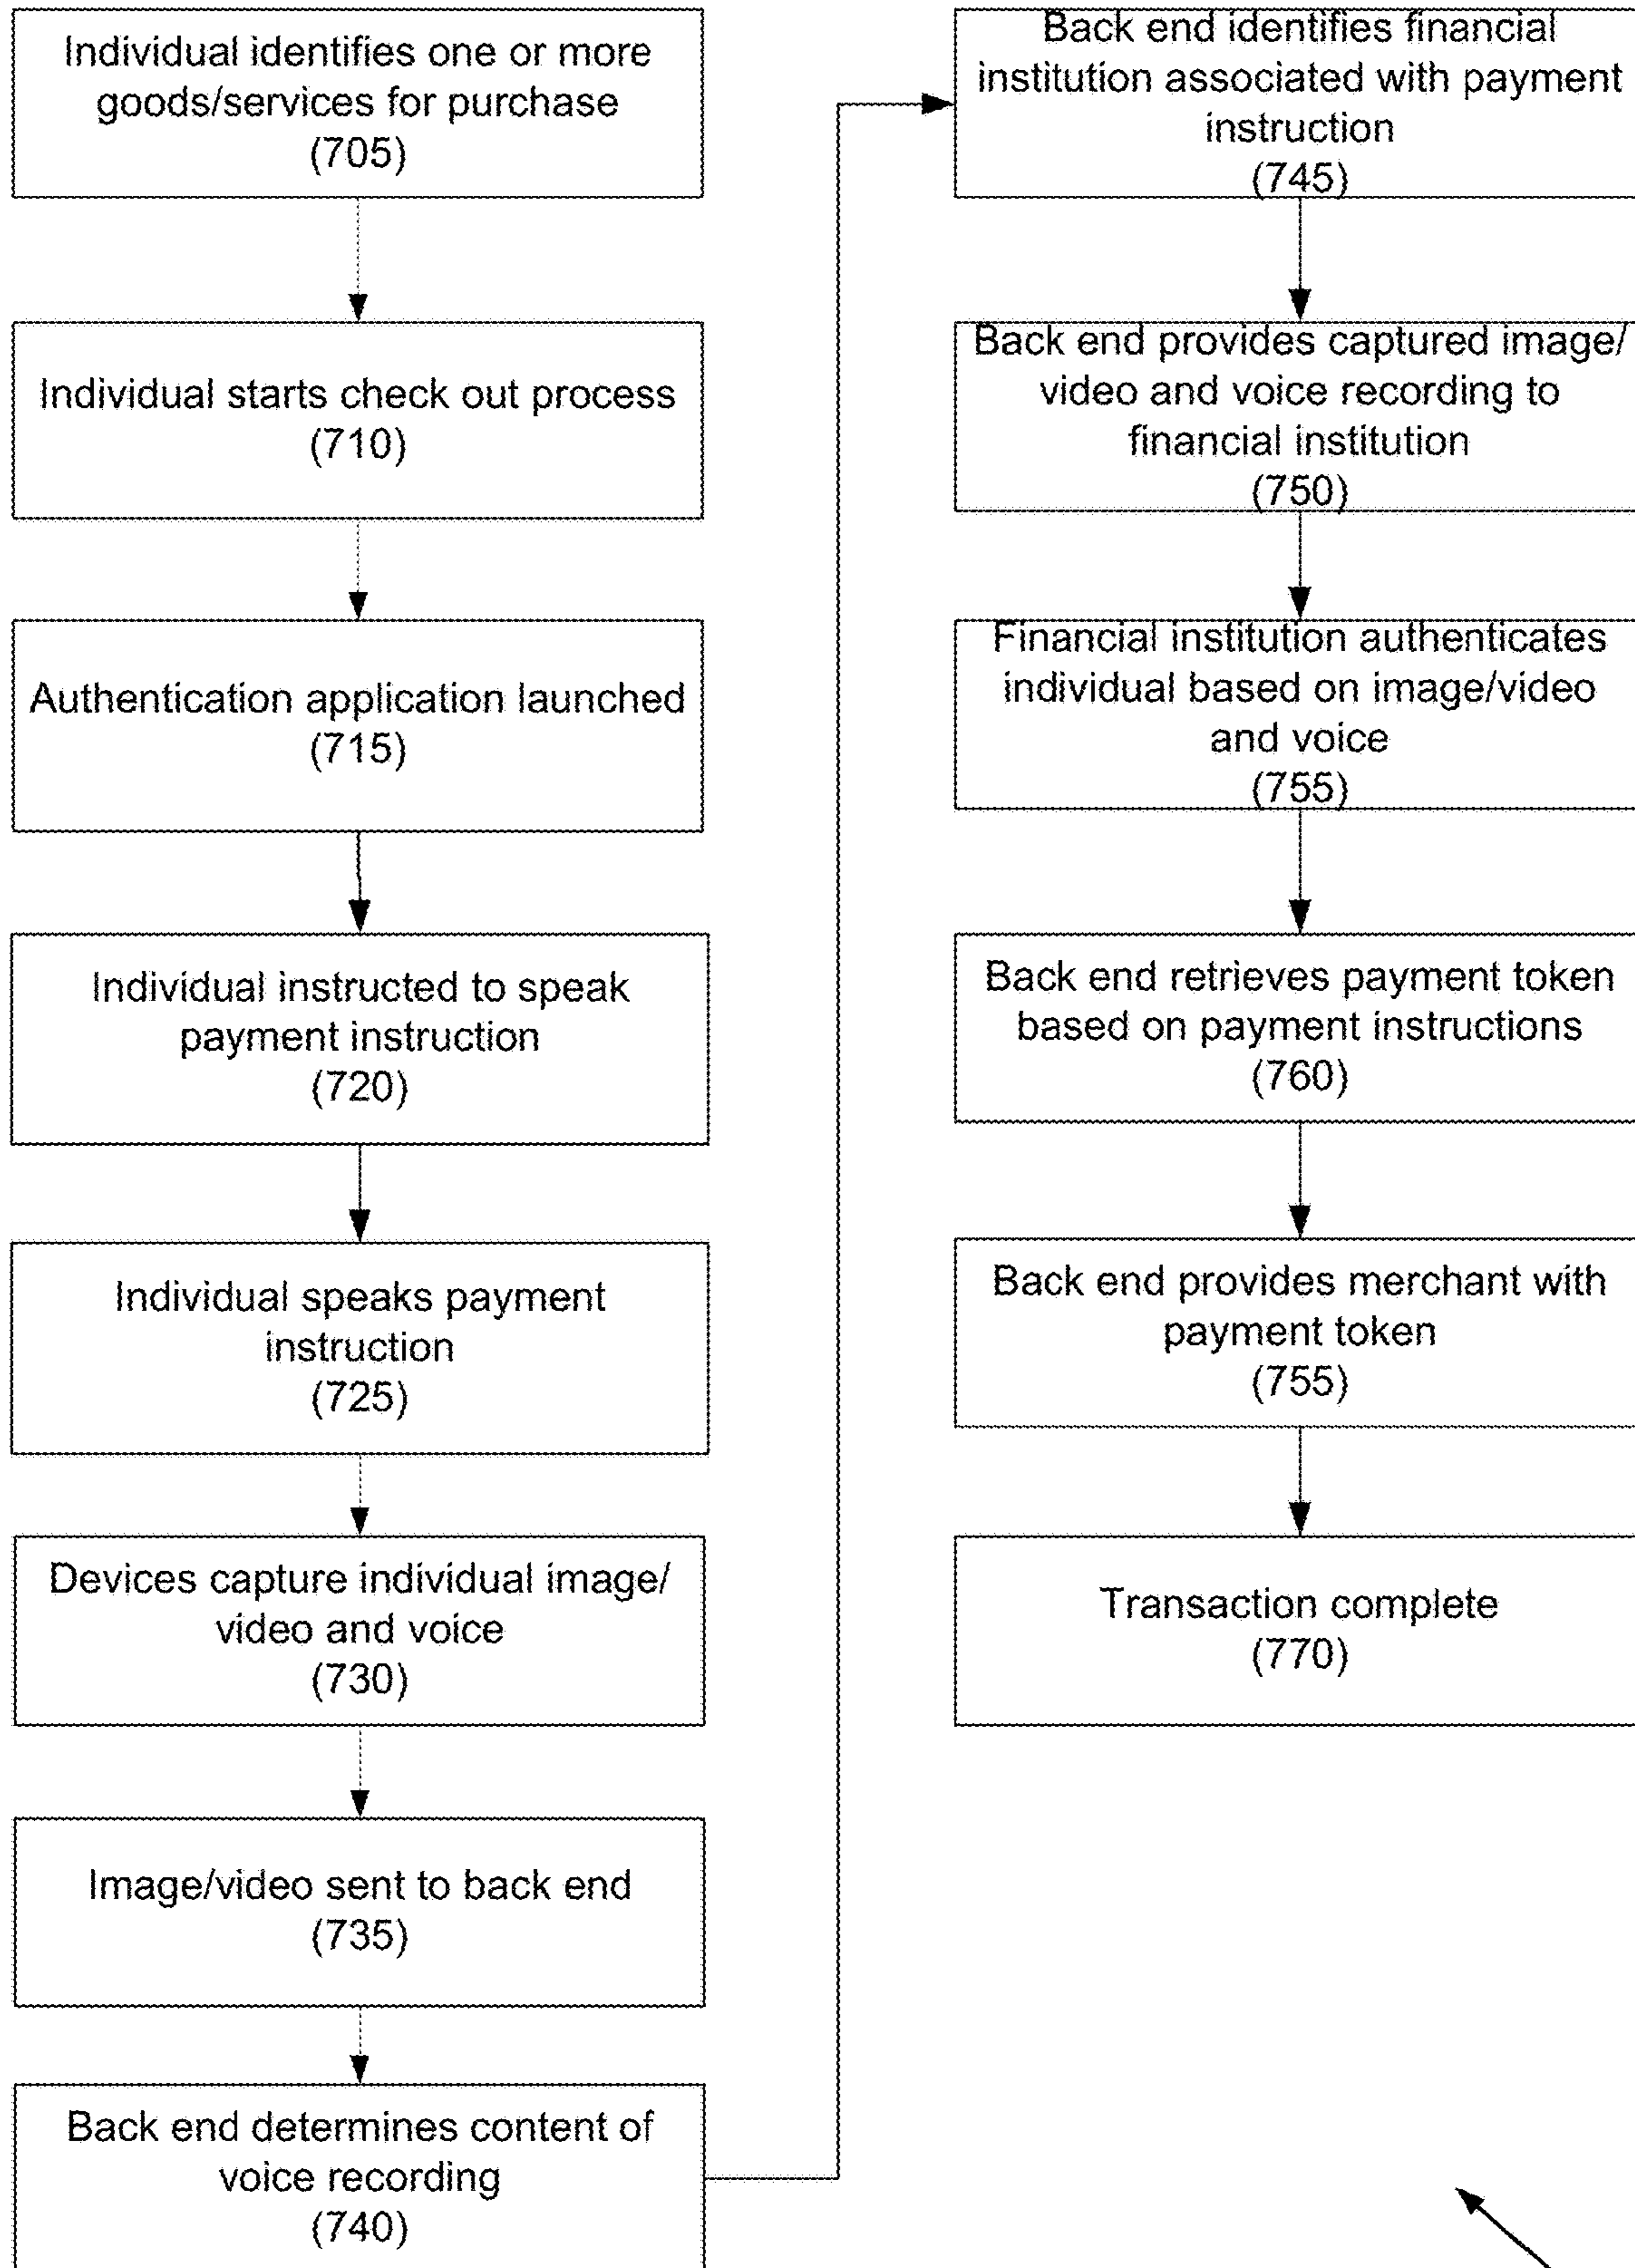 Individual identifies one or more
goods/services for purchase
(705)
Individual starts check out process
(710)
Authentication application launched
(715)
Individual instructed to speak
payment instruction
(720)
Individual speaks payment
instruction
(725)
Devices capture individual image/
video and voice
(730)
Image/video sent to back end
(735)
Back end determines content of
voice recording
(740)
Back end identifies financial
institution associated with payment
instruction
(745)
Back end provides captured image/
video and voice recording to
financial institution
(750)
Financial institution authenticates
individual based on image/video
and voice
(755)
Back end retrieves payment token
based on payment instructions
(760)
Back end provides merchant with
payment token
(755)
Transaction complete
(770)